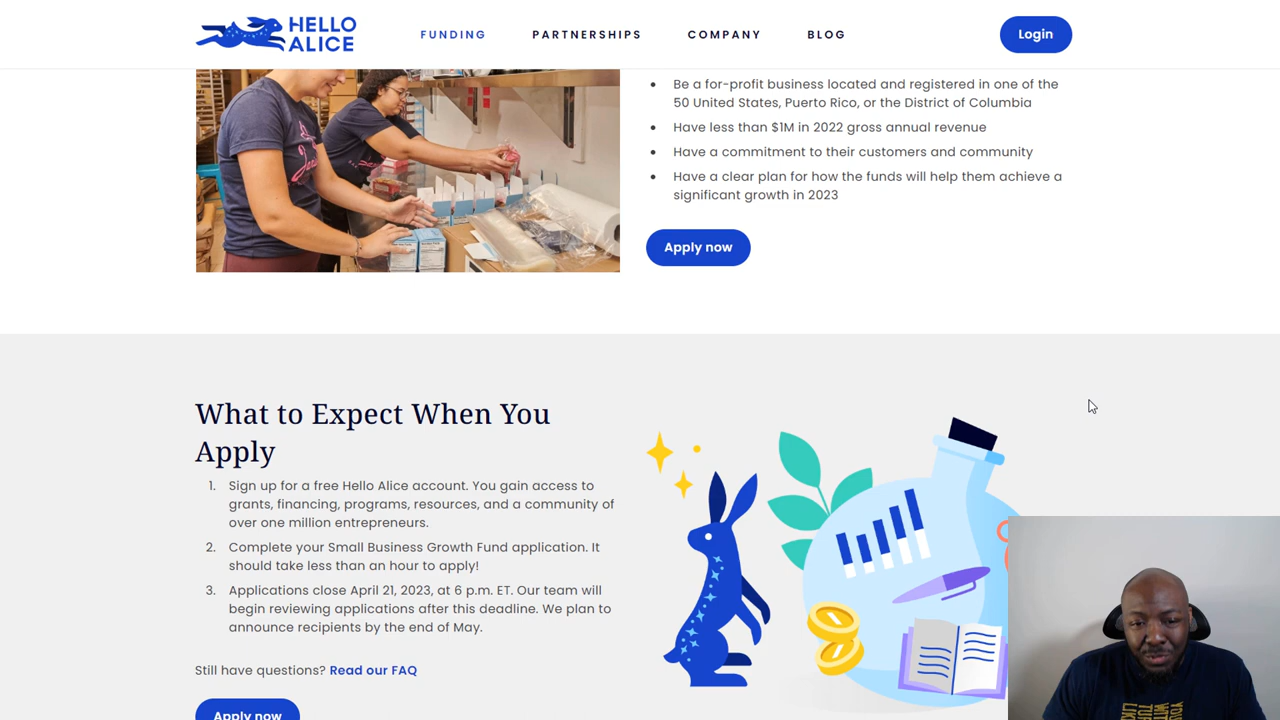 HELLO
ALICE
FUNDING
PARTNERSHIPS
COMPANY
BLOG
Login
• Be a for-profit business located and registered in one of the
50 United States, Puerto Rico, or the District of Columbia
• Have less than $1M in 2022 gross annual revenue
• Have a commitment to their customers and community
• Have a clear plan for how the funds will help them achieve a
significant growth in 2023
Apply now
What to Expect When You
Apply
1. Sign up for a free Hello Alice account. You gain access to
grants, financing, programs, resources, and a community of
over one million entrepreneurs.
2. Complete your Small Business Growth Fund application. It
should take less than an hour to apply!
3. Applications close April 21, 2023, at 6 p.m. ET. Our team will
begin reviewing applications after this deadline. We plan to
announce recipients by the end of May.
Still have questions? Read our FAQ
Apply now